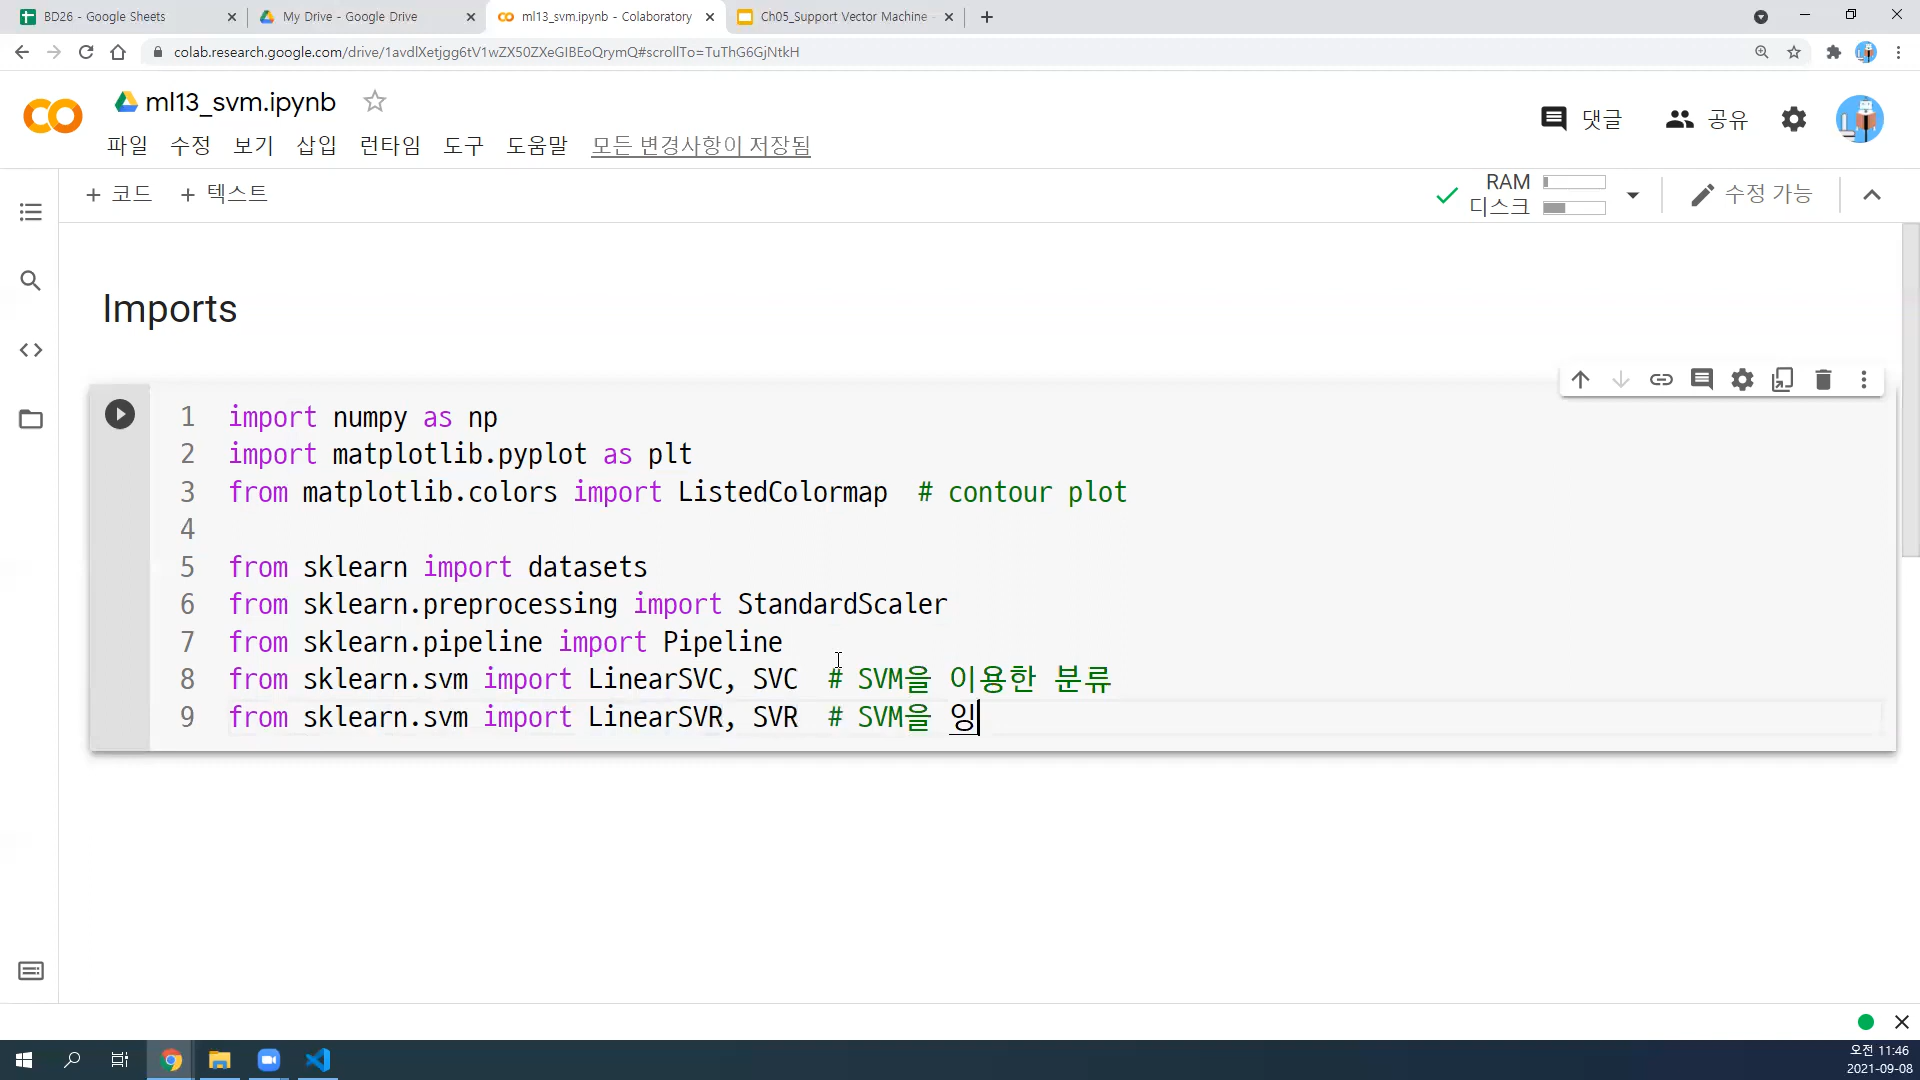 BD26 - Google Sheets
My Drive - Google Drive
ml13_svm.ipynb - Colaboratory
Ch05_Support Vector Machine -
colab.research.google.com/drive/1avdlXetjgg6tV1wZX50ZXeGIBEoQrymQ#scrollTo=TuThG6GjNtkH
ml13_svm.ipynb
댓글
공유
파일 수정 보기 삽입 런타임 도구 도움말 모든 변경사항이 저장됨
+ 코드 + 텍스트
RAM
디스크
수정 가능
Imports
1 import numpy as np
2 import matplotlib.pyplot as plt
3 from matplotlib.colors import ListedColormap # contour plot
4
5 from sklearn import datasets
6 from sklearn.preprocessing import StandardScaler
7 from sklearn.pipeline import Pipeline
8 from sklearn.svm import LinearSVC, SVC # SVM을 이용한 분류
9 from sklearn.svm import LinearSVR, SVR # SVM을 잉
오전 11:46
2021-09-08